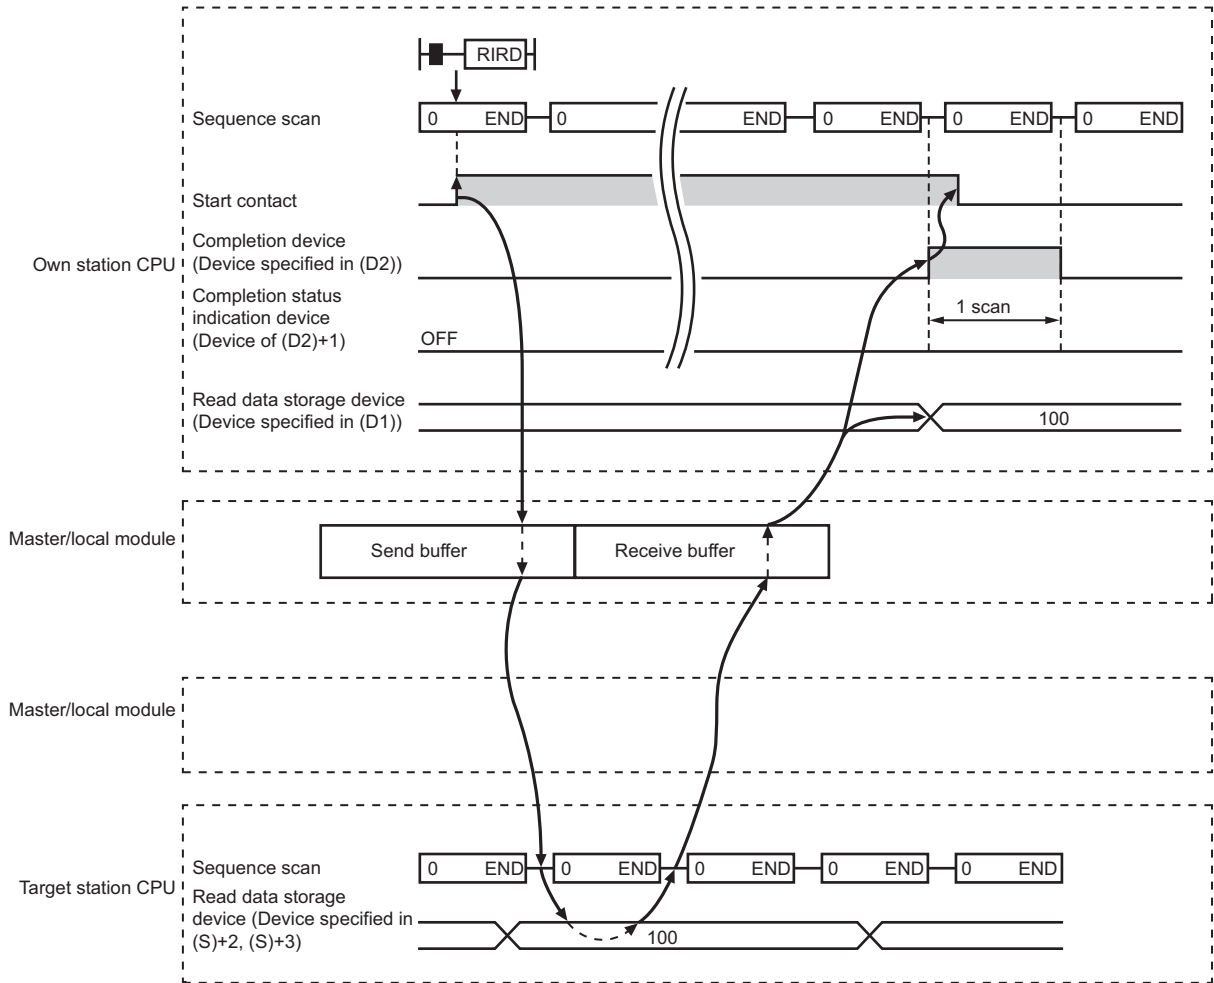 RIRD
Sequence scan
0 END 0 END 0 END 0 END 0 END
Start contact
Own station CPU
Completion device
(Device specified in (D2))
Completion status
indication device
(Device of (D2)+1)
1 scan
OFF
Read data storage device
(Device specified in (D1))
100
Master/local module
Send buffer
Receive buffer
Master/local module
Target station CPU
Sequence scan
0 END 0 END 0 END 0 END 0 END
Read data storage
device (Device specified in
(S)+2, (S)+3)
100